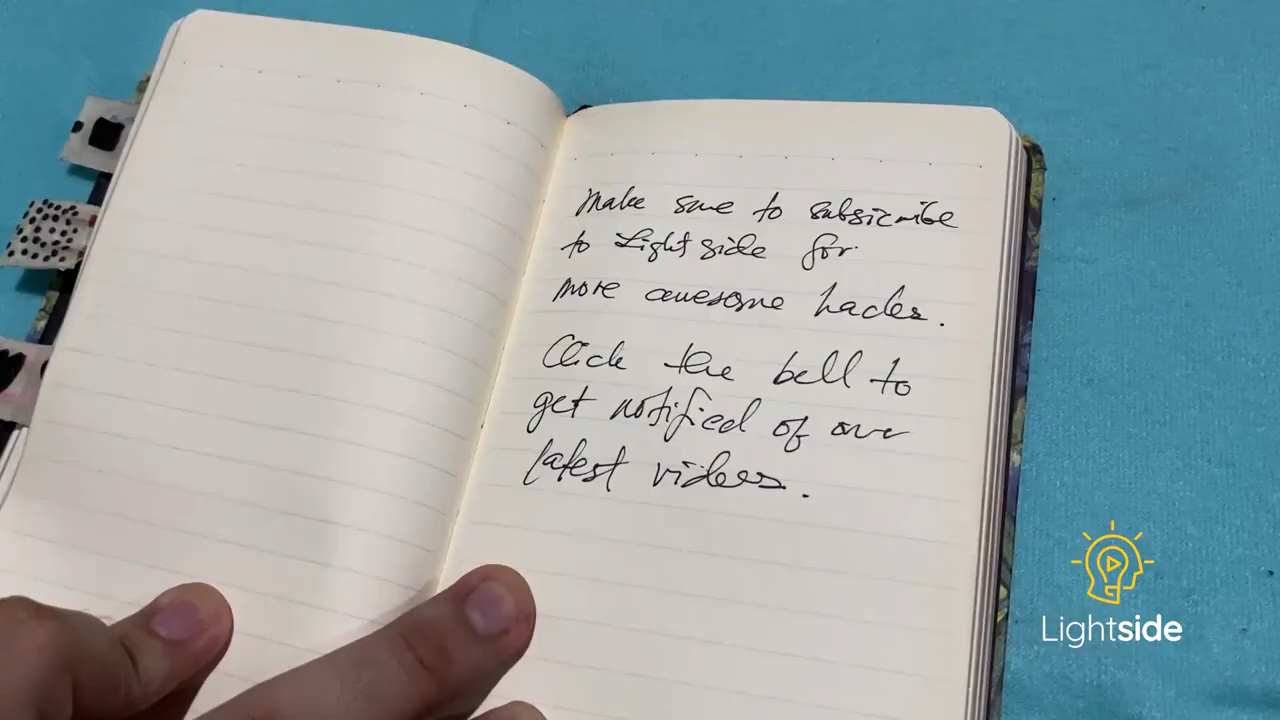 Make sure to subsicribe
to Lightside for
more awesome hacks.
Click the bell to
get notified of our
latest videos.
Lightside